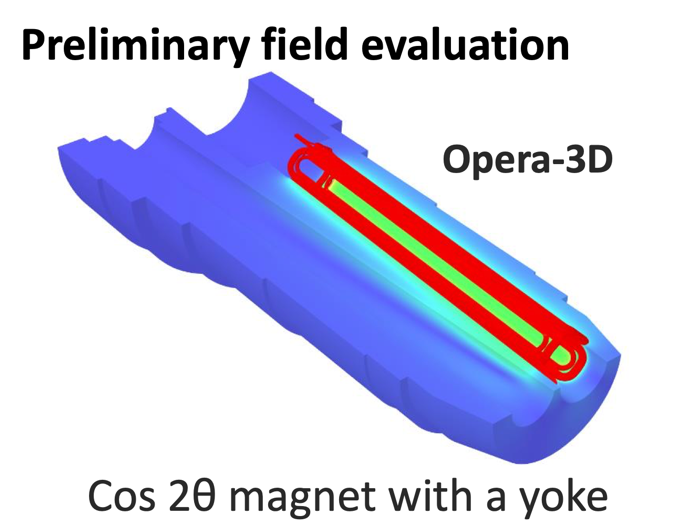 Preliminary field evaluation
Opera-3D
Cos 2θ magnet with a yoke